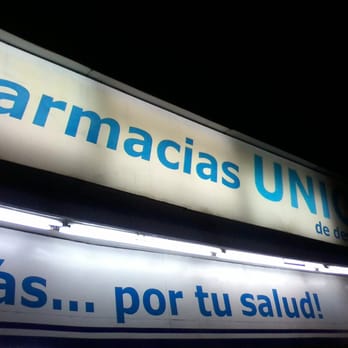 armacias UNI
de de
ás... por tu salud!